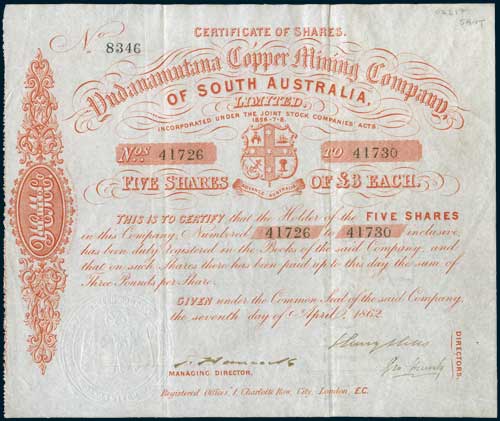 CERTIFICATE OF SHARES.
No 8346
Yudanamutana Copper Mining Company,
OF SOUTH AUSTRALIA,
LIMITED.
INCORPORATED UNDER THE JOINT STOCK COMPANIES' ACTS.
1856-7-8.
Nos. 41726 TO 41730
ADVANCE AUSTRALIA
FIVE SHARES OF £3 EACH.
THIS IS TO CERTIFY that the Holder of the FIVE SHARES
in this Company, Numbered 41726 to 41730 inclusive,
has been duly registered in the Books of the said Company, and
that on such Shares there has been paid up to this day the sum of
Three Pounds per Share.
GIVEN under the Common Seal of the said Company,
the seventh day of April, 1862.
MANAGING DIRECTOR,
DIRECTORS.
Registered Offices, 1, Charlotte Row, City, London, E.C.